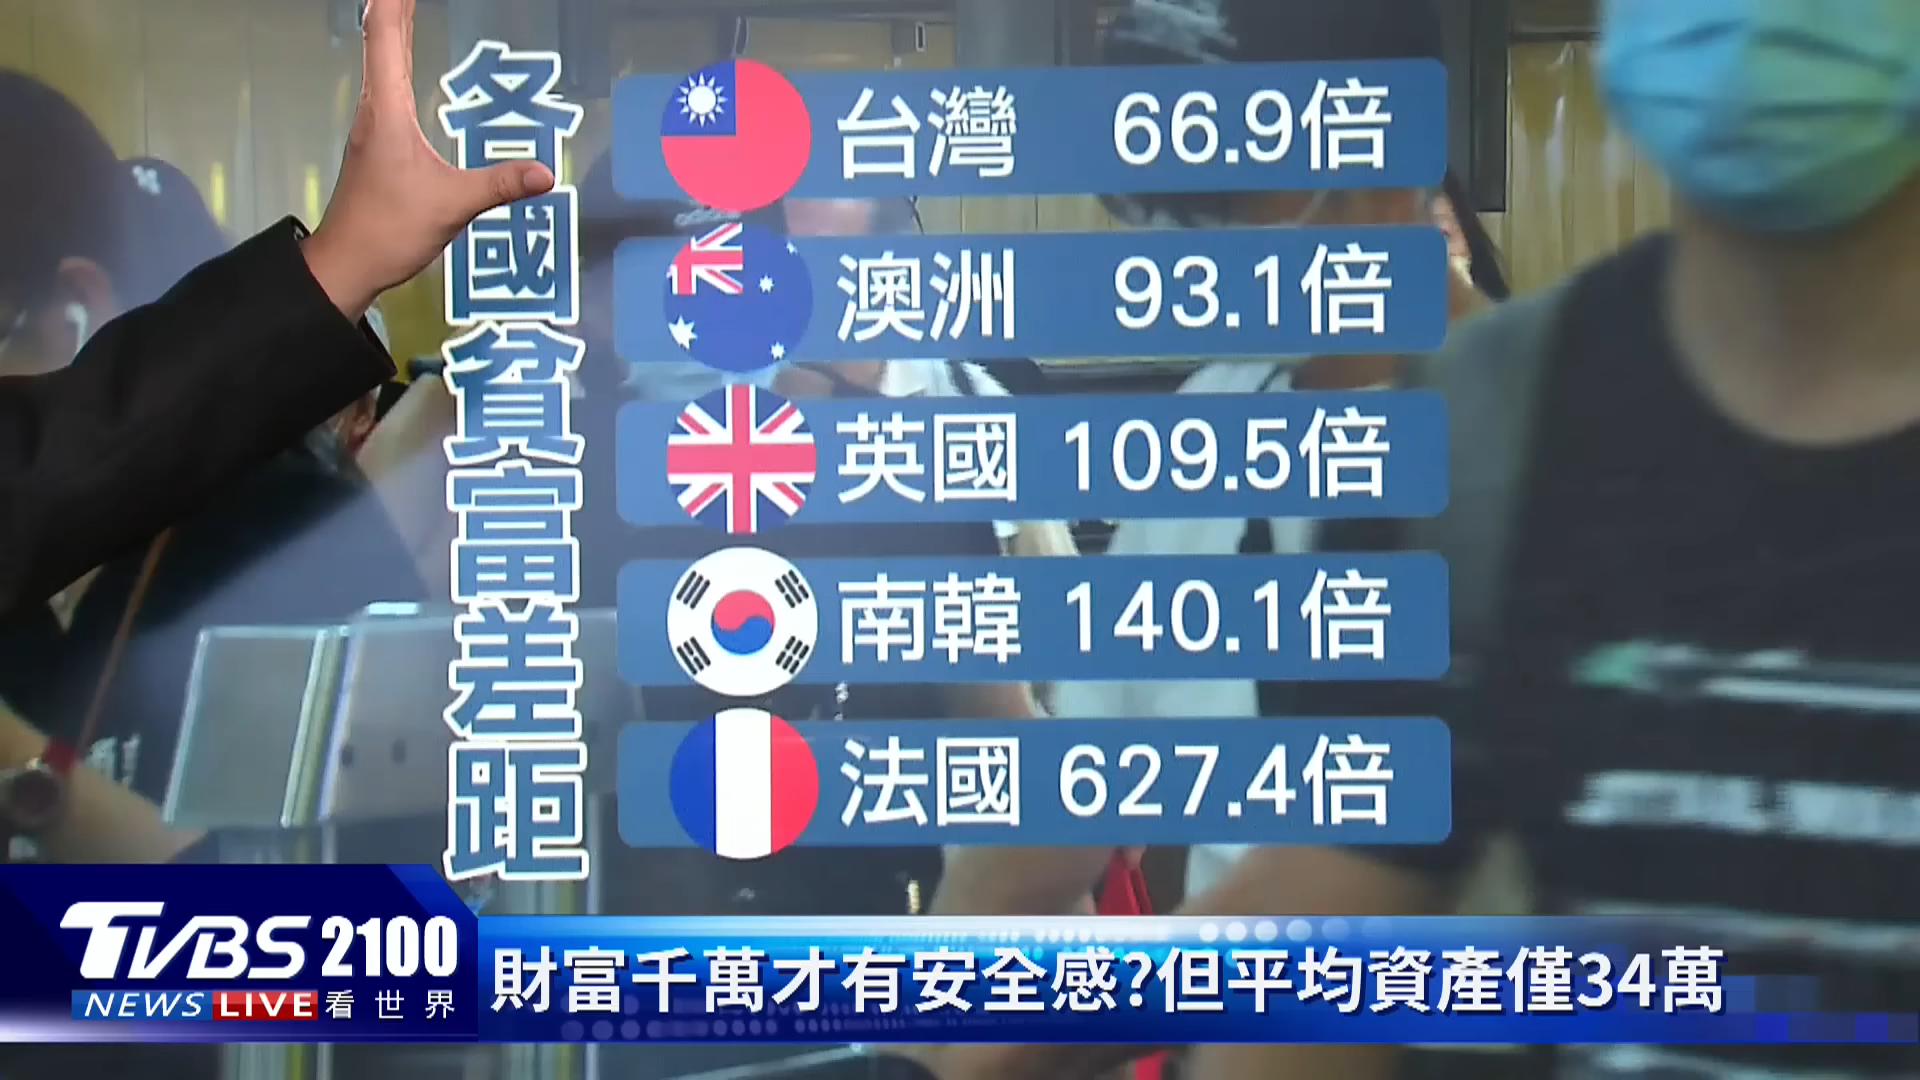 各國貧富差距
台灣 66.9倍
澳洲 93.1倍
英國 109.5倍
南韓 140.1倍
法國 627.4倍
TVBS 2100
NEWS LIVE 看世界
財富千萬才有安全感?但平均資產僅34萬